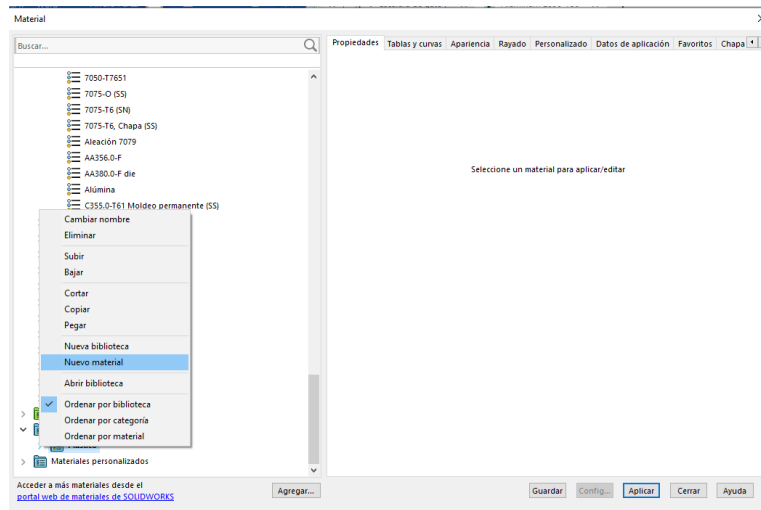 Material
Buscar...
7050-T7651
7075-O (SS)
7075-T6 (SN)
7075-T6, Chapa (SS)
Aleación 7079
AA356.0-F
AA380.0-F die
Alúmina
C355.0-T61 Moldeo permanente (SS)
Cambiar nombre
Eliminar
Subir
Bajar
Cortar
Copiar
Pegar
Nueva biblioteca
Nuevo material
Abrir biblioteca
Ordenar por biblioteca
Ordenar por categoría
Ordenar por material
Materiales personalizados
Acceder a más materiales desde el
portal web de materiales de SOLIDWORKS
Agregar...
Propiedades Tablas y curvas Apariencia Rayado Personalizado Datos de aplicación Favoritos Chapa
Seleccione un material para aplicar/editar
Guardar Config... Aplicar Cerrar Ayuda